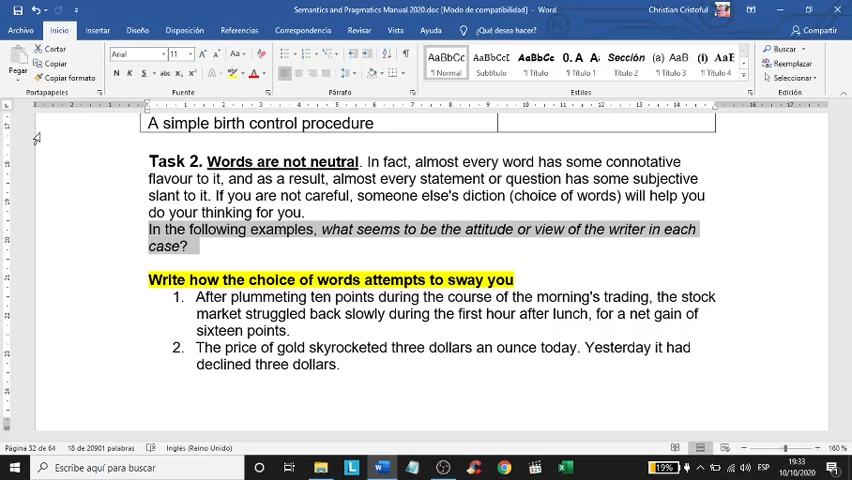 Semantics and Pragmatics Manual 2020.doc [Modo de compatibilidad] - Word
Christian Cristoful
Archivo Inicio Insertar Diseño Disposición Referencias Correspondencia Revisar Vista Ayuda ¿Qué desea hacer? Compartir
Pegar
Cortar
Copiar
Copiar formato
Portapapeles
Arial 11
Fuente
Párrafo
AaBbCc AaBbCcI AaBbCc 0. A A AaBbCc (a) AaB (i) AaB
¶ Normal Subtítulo ¶ Título ¶ Título 1 Título 2 ¶ Título 3 ¶ Título 4
Estilos
Buscar
Reemplazar
Seleccionar
Edición
A simple birth control procedure
Task 2. Words are not neutral. In fact, almost every word has some connotative
flavour to it, and as a result, almost every statement or question has some subjective
slant to it. If you are not careful, someone else's diction (choice of words) will help you
do your thinking for you.
In the following examples, what seems to be the attitude or view of the writer in each
case?
Write how the choice of words attempts to sway you
1. After plummeting ten points during the course of the morning's trading, the stock
market struggled back slowly during the first hour after lunch, for a net gain of
sixteen points.
2. The price of gold skyrocketed three dollars an ounce today. Yesterday it had
declined three dollars.
Página 32 de 64 18 de 20901 palabras Inglés (Reino Unido) 160 %
Escribe aquí para buscar
19% ESP
19:33
10/10/2020